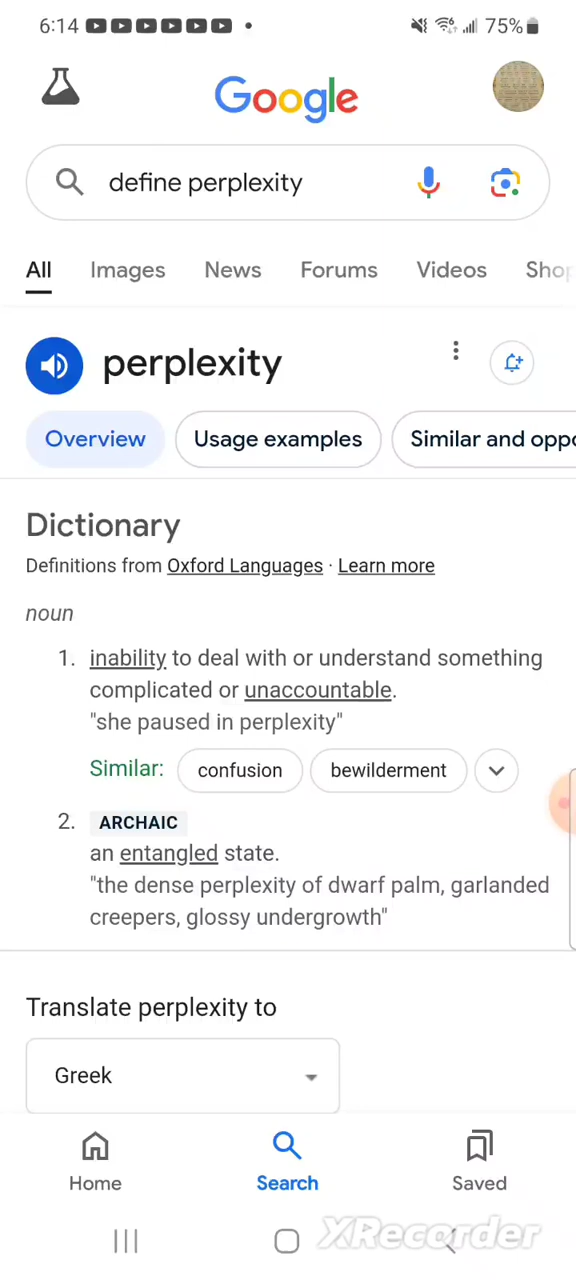 6:14 75%
Google
define perplexity
All Images News Forums Videos Shop
perplexity
Overview Usage examples Similar and oppo
Dictionary
Definitions from Oxford Languages · Learn more
noun
1. inability to deal with or understand something
complicated or unaccountable.
"she paused in perplexity"
Similar: confusion bewilderment
2. ARCHAIC
an entangled state.
"the dense perplexity of dwarf palm, garlanded
creepers, glossy undergrowth"
Translate perplexity to
Greek
Home Search Saved
XRecorder